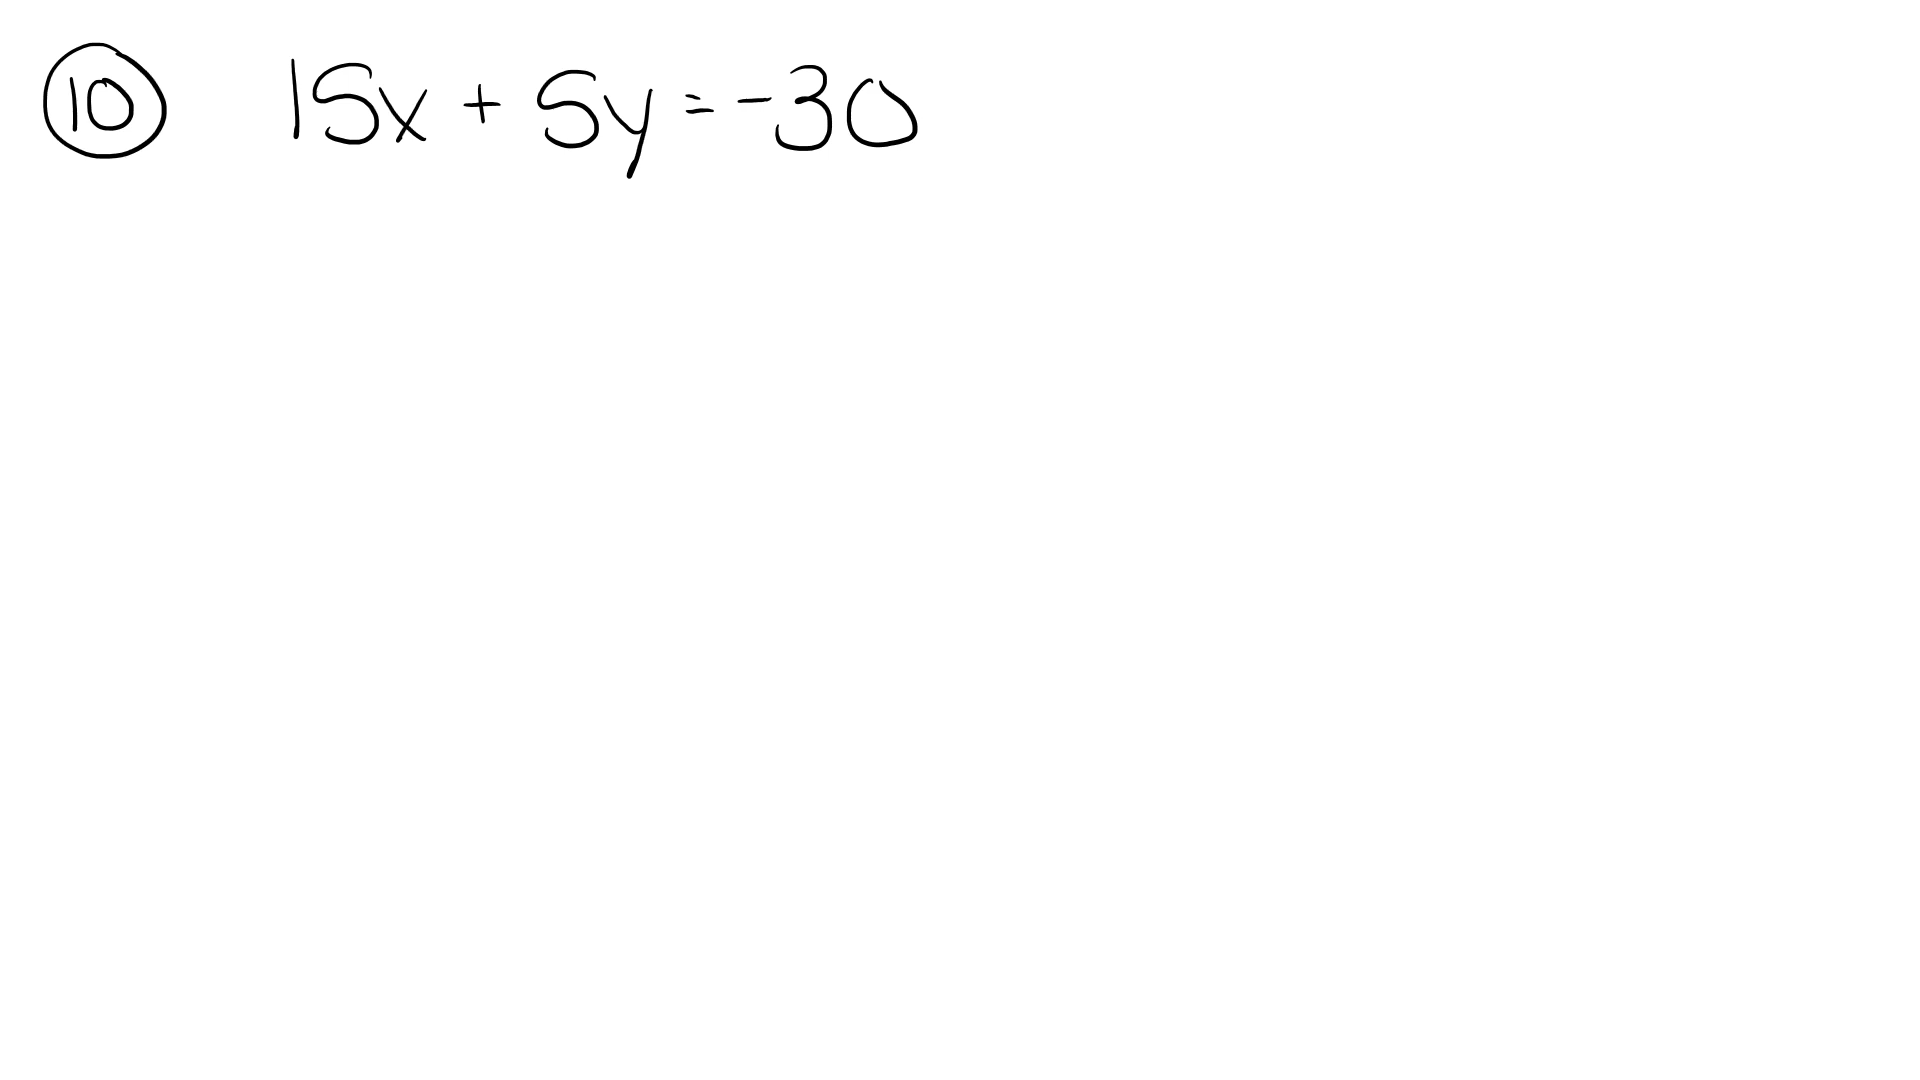 ⑩ 15x + 5y = -30